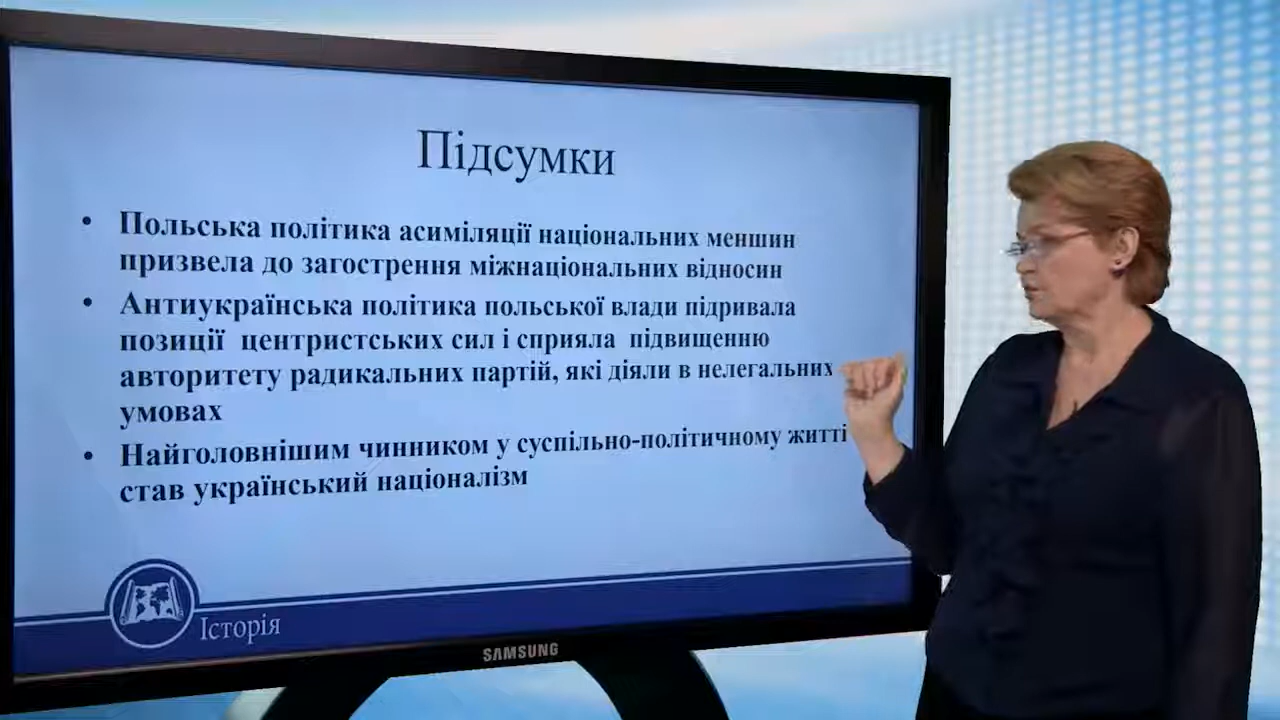 Підсумки
• Польська політика асиміляції національних меншин
призвела до загострення міжнаціональних відносин
• Антиукраїнська політика польської влади підривала
позиції центристських сил і сприяла підвищенню
авторитету радикальних партій, які діяли в нелегальних
умовах
• Найголовнішим чинником у суспільно-політичному житті
став український націоналізм
Історія
SAMSUNG